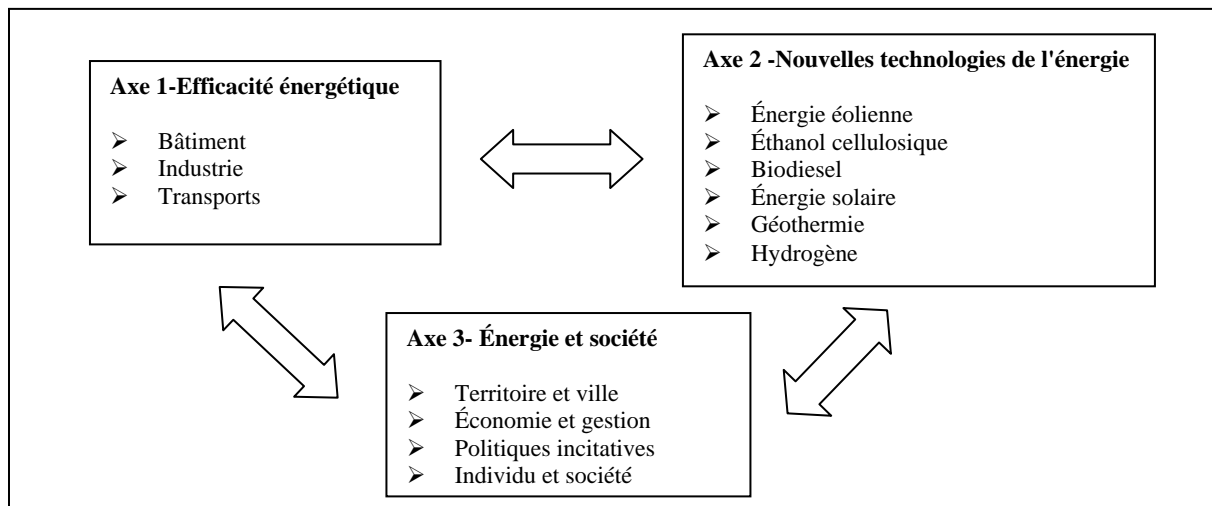 Axe 1-Efficacité énergétique
➢ Bâtiment
➢ Industrie
➢ Transports
Axe 2 -Nouvelles technologies de l'énergie
➢ Énergie éolienne
➢ Éthanol cellulosique
➢ Biodiesel
➢ Énergie solaire
➢ Géothermie
➢ Hydrogène
Axe 3- Énergie et société
➢ Territoire et ville
➢ Économie et gestion
➢ Politiques incitatives
➢ Individu et société